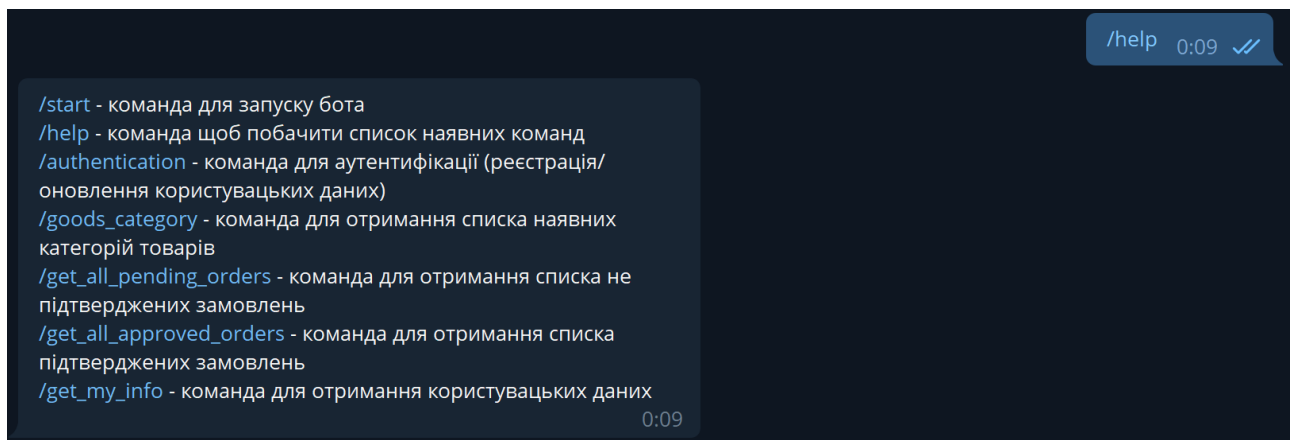 /help 0:09
/start - команда для запуску бота
/help - команда щоб побачити список наявних команд
/authentication - команда для аутентифікації (реєстрація/
оновлення користувацьких даних)
/goods_category - команда для отримання списка наявних
категорій товарів
/get_all_pending_orders - команда для отримання списка не
підтверджених замовлень
/get_all_approved_orders - команда для отримання списка
підтверджених замовлень
/get_my_info - команда для отримання користувацьких даних
0:09